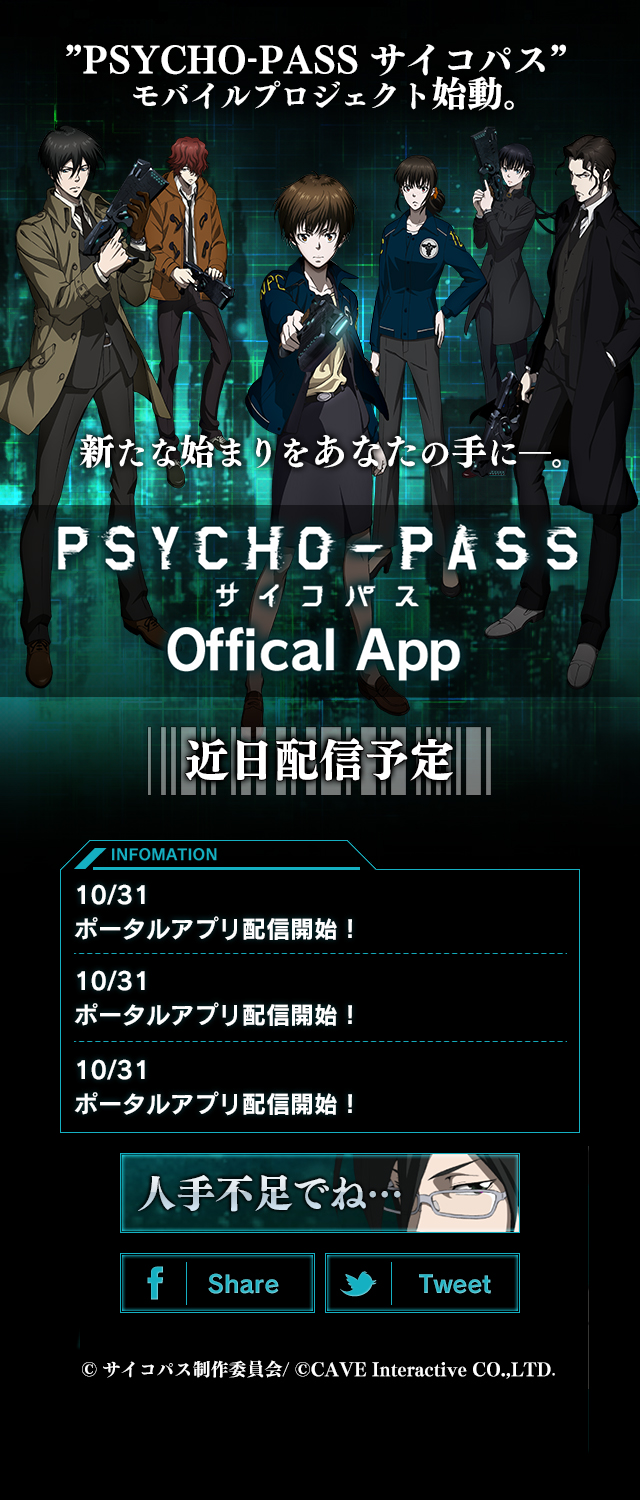 ”PSYCHO-PASS サイコパス”
モバイルプロジェクト始動。
新たな始まりをあなたの手に―。
PSYCHO-PASS
サイコパス
Offical App
近日配信予定
INFOMATION
10/31
ポータルアプリ配信開始！
10/31
ポータルアプリ配信開始！
10/31
ポータルアプリ配信開始！
人手不足でね…
Share
Tweet
© サイコパス制作委員会/ ©CAVE Interactive CO.,LTD.